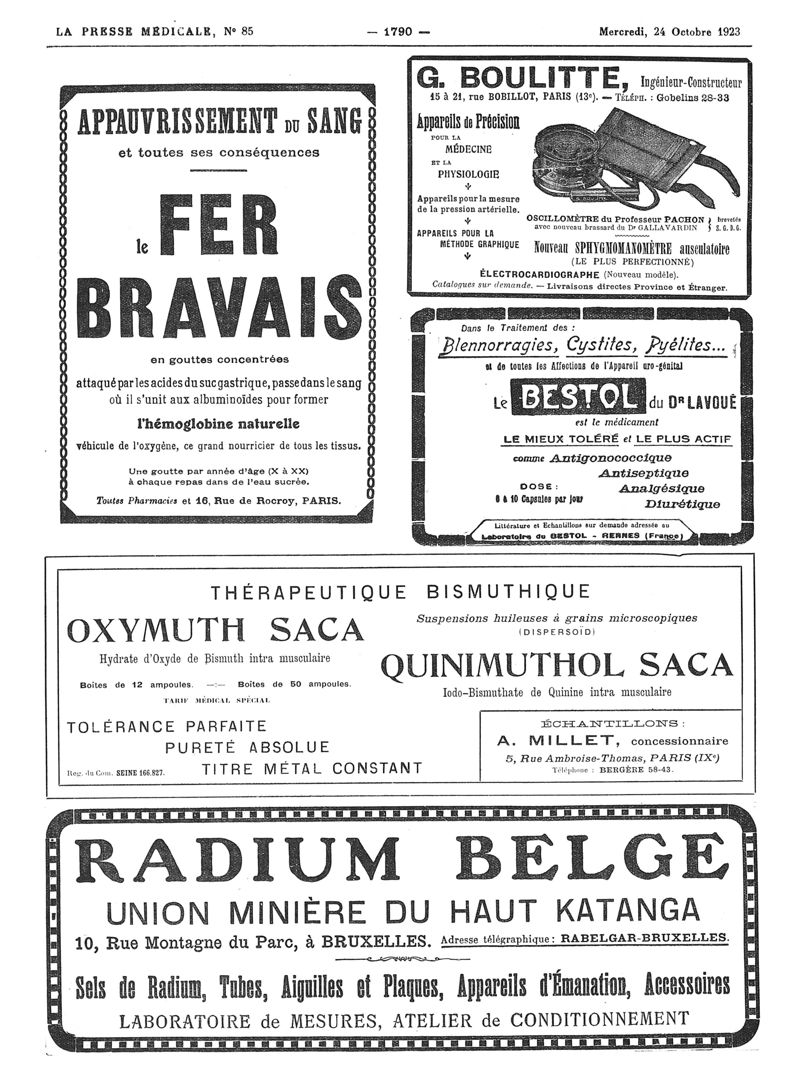 LA PRESSE MÉDICALE, N° 85
— 1790 —
Mercredi, 24 Octobre 1923
APPAUVRISSEMENT DU SANG
et toutes ses conséquences
le FER
BRAVAIS
en gouttes concentrées
attaqué par les acides du suc gastrique, passe dans le sang
où il s'unit aux albuminoïdes pour former
l'hémoglobine naturelle
véhicule de l'oxygène, ce grand nourricier de tous les tissus.
Une goutte par année d'âge (X à XX)
à chaque repas dans de l'eau sucrée.
Toutes Pharmacies et 16, Rue de Rocroy, PARIS.
G. BOULITTE, Ingénieur-Constructeur
15 à 21, rue BOBILLOT, PARIS (13e). — TÉLÉPH. : Gobelins 28-33
Appareils de Précision
POUR LA
MÉDECINE
ET LA
PHYSIOLOGIE
Appareils pour la mesure
de la pression artérielle.
APPAREILS POUR LA
MÉTHODE GRAPHIQUE
OSCILLOMÈTRE du Professeur PACHON } brevetés
avec nouveau brassard du Dr GALLAVARDIN } S. G. D. G.
Nouveau SPHYGMOMANOMÈTRE auscultatoire
(LE PLUS PERFECTIONNÉ)
ÉLECTROCARDIOGRAPHE (Nouveau modèle).
Catalogues sur demande. — Livraisons directes Province et Étranger.
Dans le Traitement des :
Blennorragies, Cystites, Pyélites...
et de toutes les Affections de l'Appareil uro-génital
Le BESTOL du Dr LAVOUÉ
est le médicament
LE MIEUX TOLÉRÉ et LE PLUS ACTIF
comme Antigonococcique
Antiseptique
Analgésique
Diurétique
DOSE :
6 à 10 Capsules par jour
Littérature et Echantillons sur demande adressée au
Laboratoire du BESTOL - RENNES (France)
THÉRAPEUTIQUE BISMUTHIQUE
OXYMUTH SACA
Hydrate d'Oxyde de Bismuth intra musculaire
Boîtes de 12 ampoules. —:— Boîtes de 50 ampoules.
TARIF MÉDICAL SPÉCIAL
Suspensions huileuses à grains microscopiques
(DISPERSOÏD)
QUINIMUTHOL SACA
Iodo-Bismuthate de Quinine intra musculaire
TOLÉRANCE PARFAITE
PURETÉ ABSOLUE
TITRE MÉTAL CONSTANT
Reg. du Com. SEINE 166.827.
ÉCHANTILLONS :
A. MILLET, concessionnaire
5, Rue Ambroise-Thomas, PARIS (IXe)
Téléphone : BERGÈRE 58-43.
RADIUM BELGE
UNION MINIÈRE DU HAUT KATANGA
10, Rue Montagne du Parc, à BRUXELLES. Adresse télégraphique : RABELGAR-BRUXELLES.
Sels de Radium, Tubes, Aiguilles et Plaques, Appareils d'Émanation, Accessoires
LABORATOIRE de MESURES, ATELIER de CONDITIONNEMENT